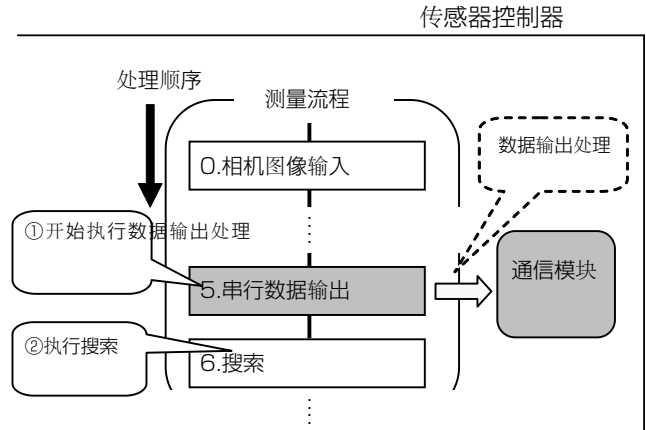 传感器控制器
处理顺序
测量流程
0.相机图像输入
数据输出处理
①开始执行数据输出处理
通信模块
5.串行数据输出
②执行搜索
6.搜索